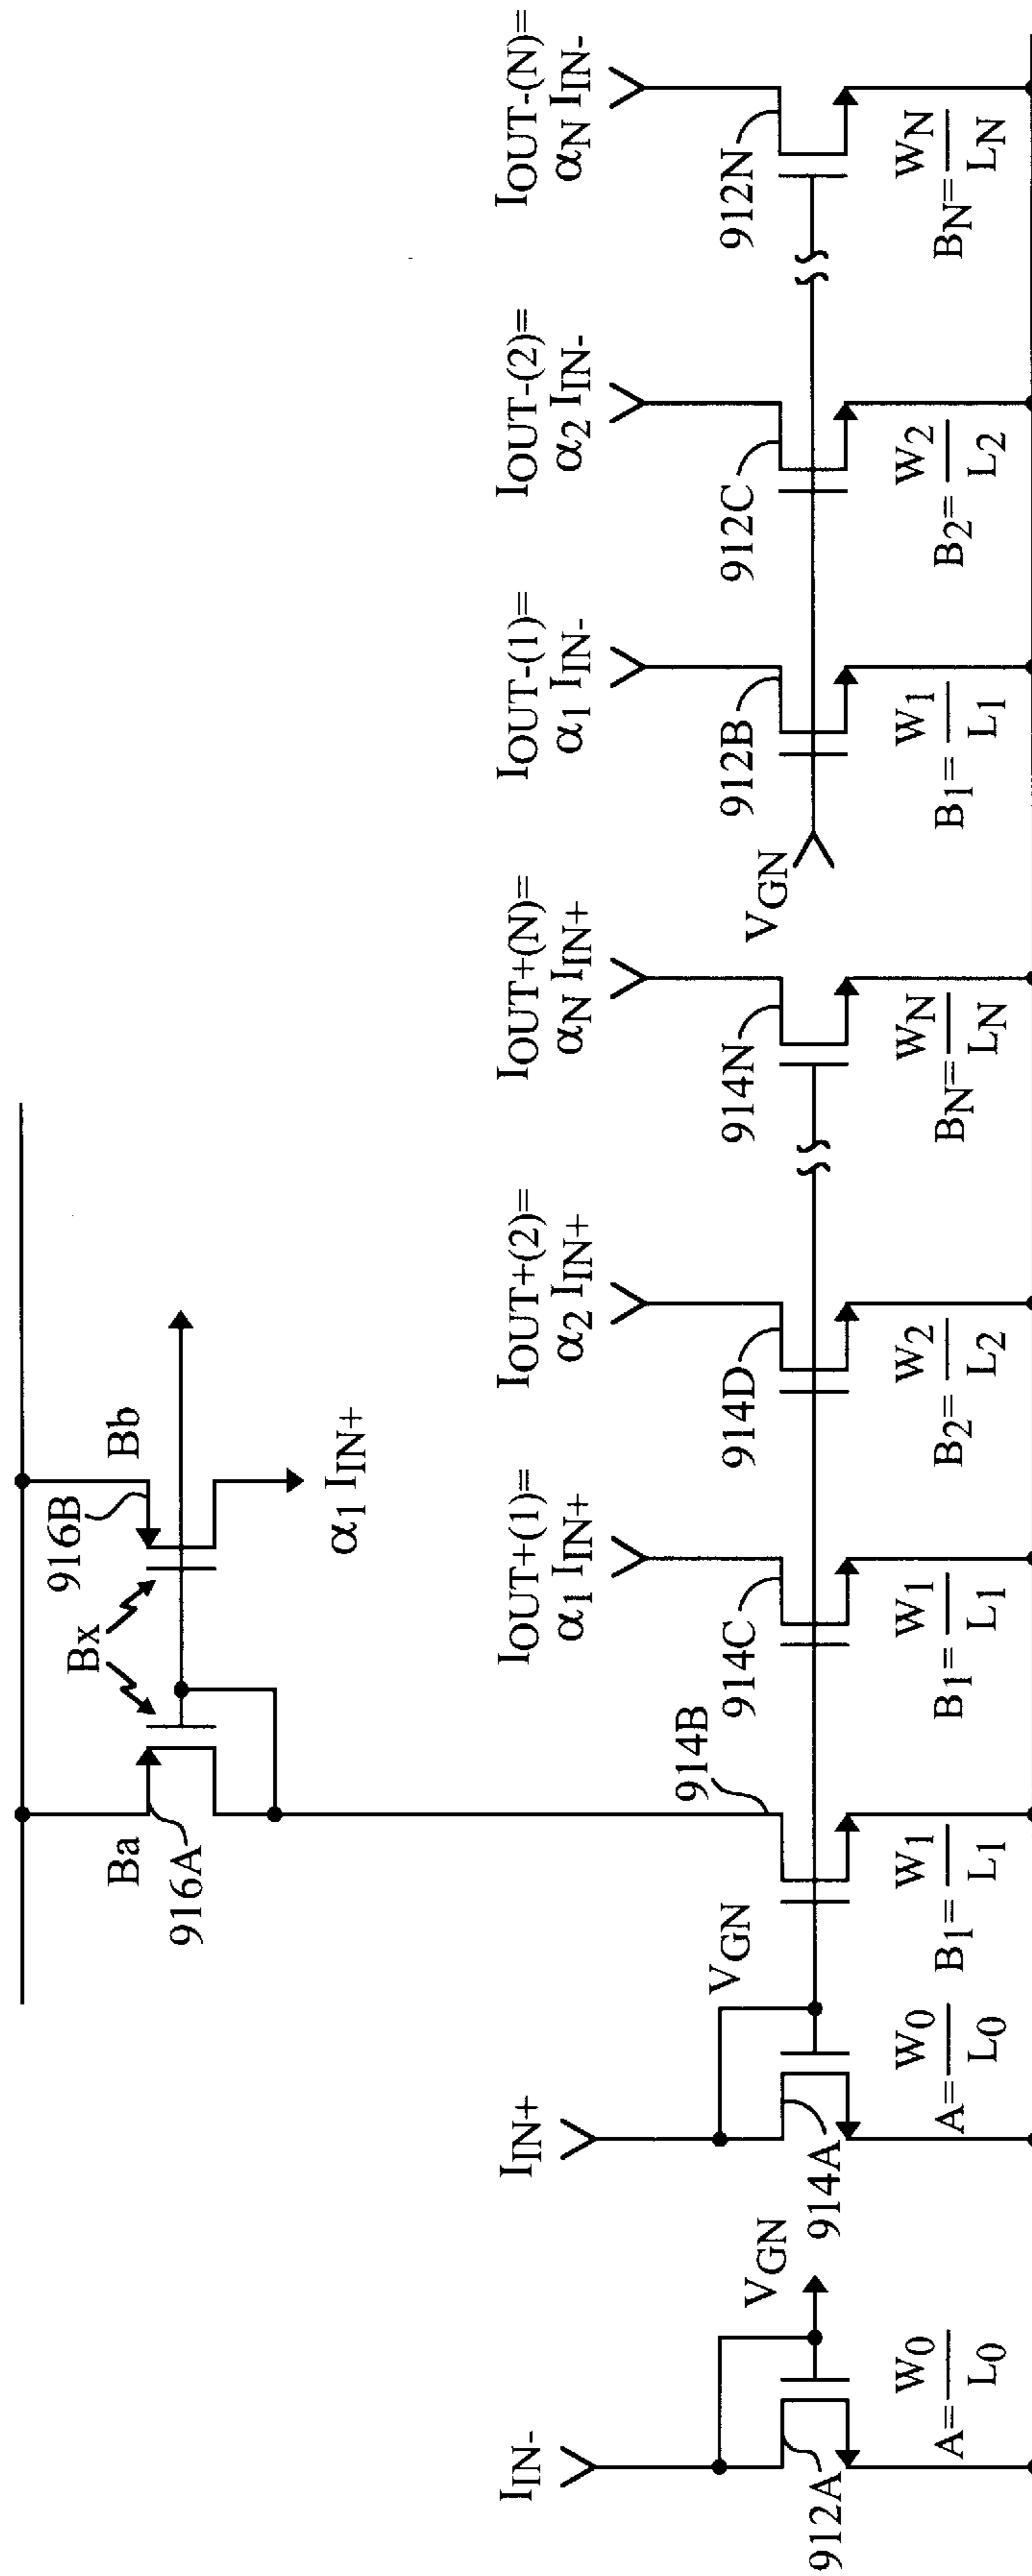 Ba
916A
Bx
916B
Bb
α1 IIN+
IIN-
VGN
912A
A=W0/L0
IIN+
VGN
914A
A=W0/L0
914B
B1=W1/L1
IOUT+(1)=
α1 IIN+
914C
B1=W1/L1
IOUT+(2)=
α2 IIN+
914D
B2=W2/L2
IOUT+(N)=
αN IIN+
914N
BN=WN/LN
VGN
IOUT-(1)=
α1 IIN-
912B
B1=W1/L1
IOUT-(2)=
α2 IIN-
912C
B2=W2/L2
IOUT-(N)=
αN IIN-
912N
BN=WN/LN